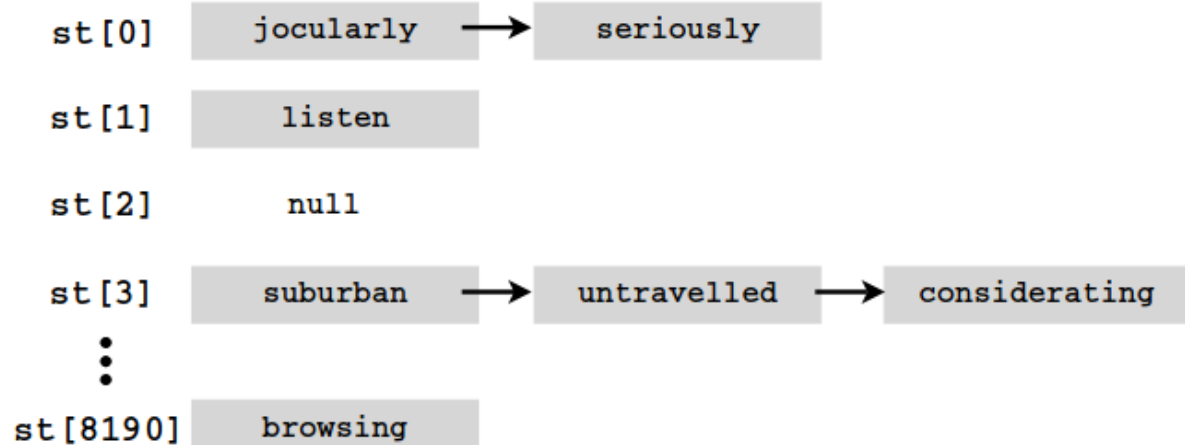 st[0] jocularly seriously
st[1] listen
st[2] null
st[3] suburban untravelled considerating
st[8190] browsing